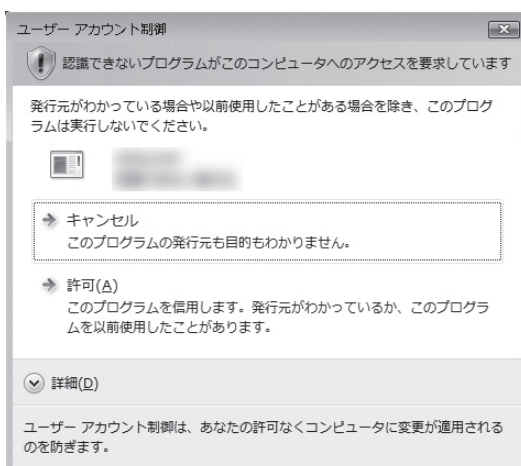 ユーザー アカウント制御
認識できないプログラムがこのコンピュータへのアクセスを要求しています
発行元がわかっている場合や以前使用したことがある場合を除き、このプログ
ラムは実行しないでください。
キャンセル
このプログラムの発行元も目的もわかりません。
許可(A)
このプログラムを信用します。発行元がわかっているか、このプログラ
ムを以前使用したことがあります。
詳細(D)
ユーザー アカウント制御は、あなたの許可なくコンピュータに変更が適用される
のを防ぎます。